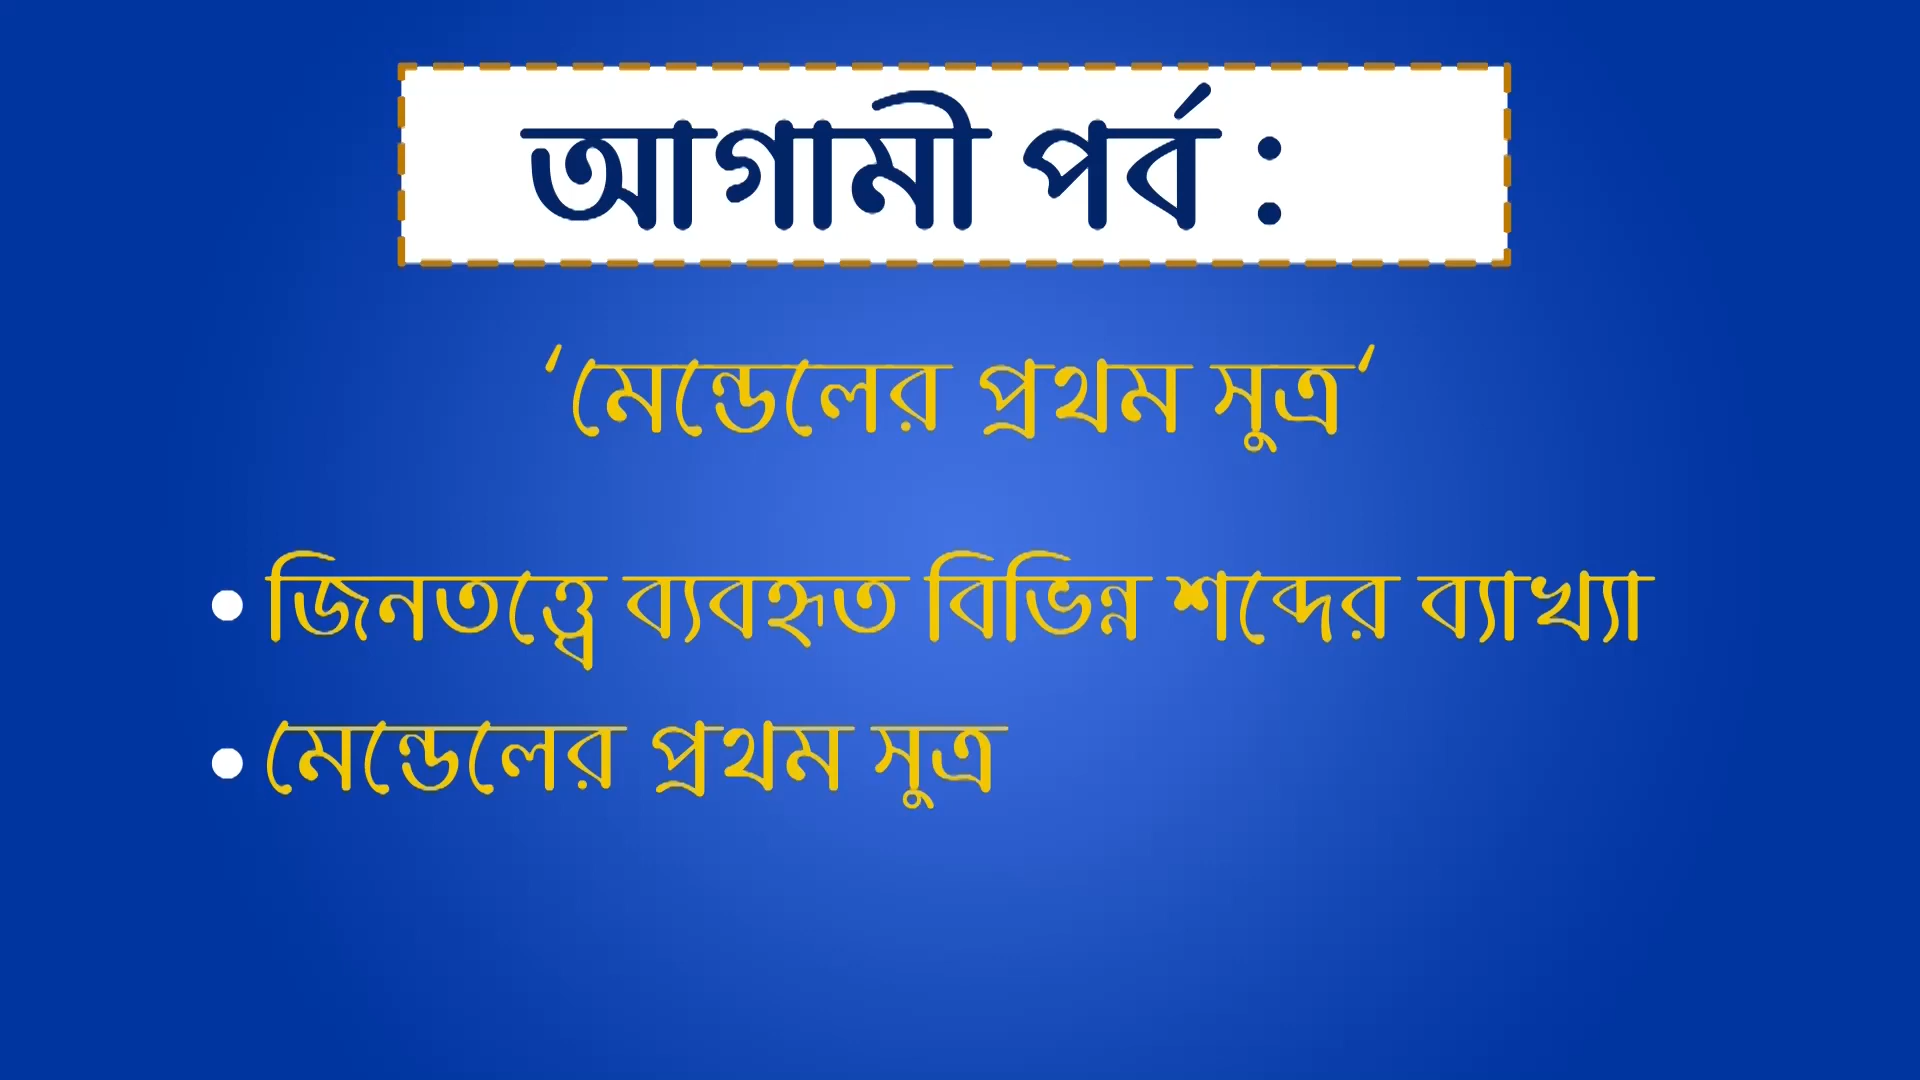 আগামী পর্ব :
‘মেন্ডেলের প্রথম সুত্র‘
• জিনতত্ত্বে ব্যবহৃত বিভিন্ন শব্দের ব্যাখ্যা
• মেন্ডেলের প্রথম সুত্র